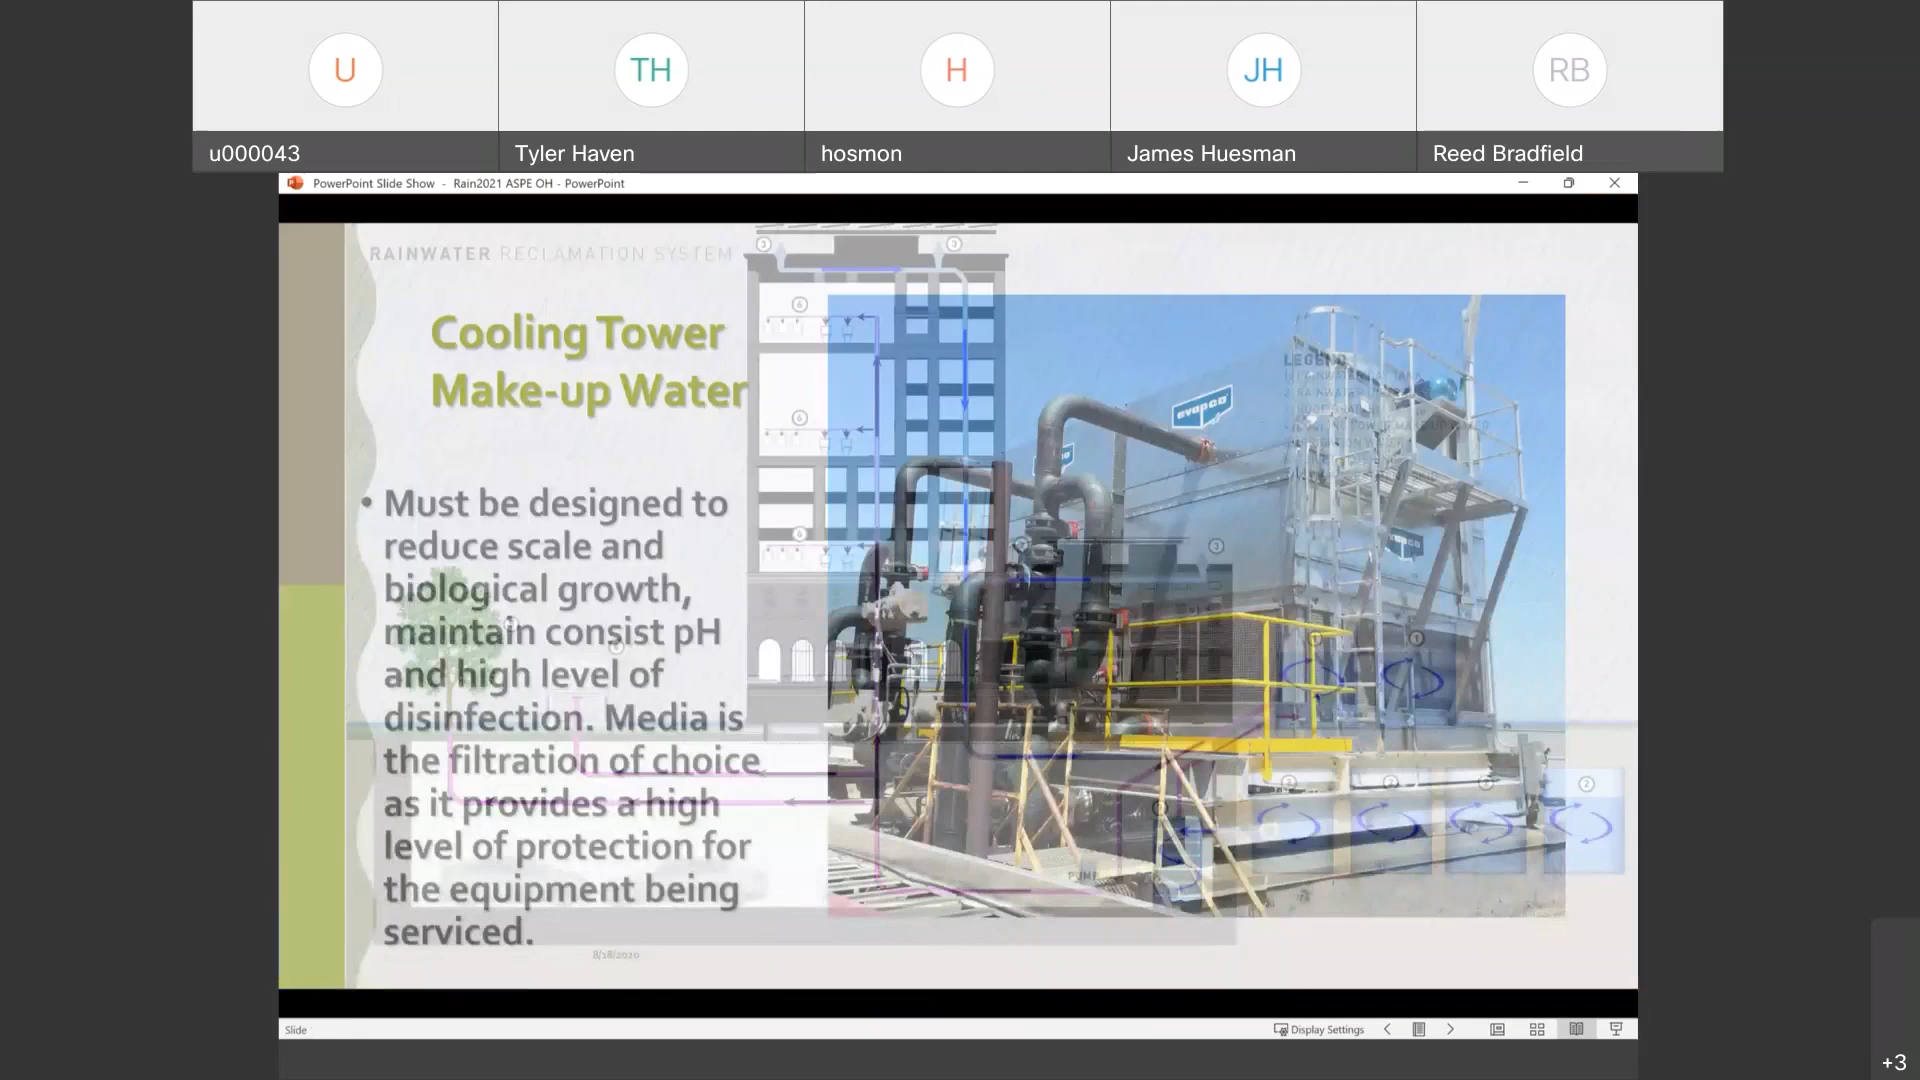 U
TH
H
JH
RB
u000043
Tyler Haven
hosmon
James Huesman
Reed Bradfield
PowerPoint Slide Show - Rain2021 ASPE OH - PowerPoint
RAINWATER RECLAMATION SYSTEM
Cooling Tower
Make-up Water
evapco
LEGEND
• Must be designed to
reduce scale and
biological growth,
maintain consist pH
and high level of
disinfection. Media is
the filtration of choice
as it provides a high
level of protection for
the equipment being
serviced.
8/18/2020
Slide
Display Settings
+3